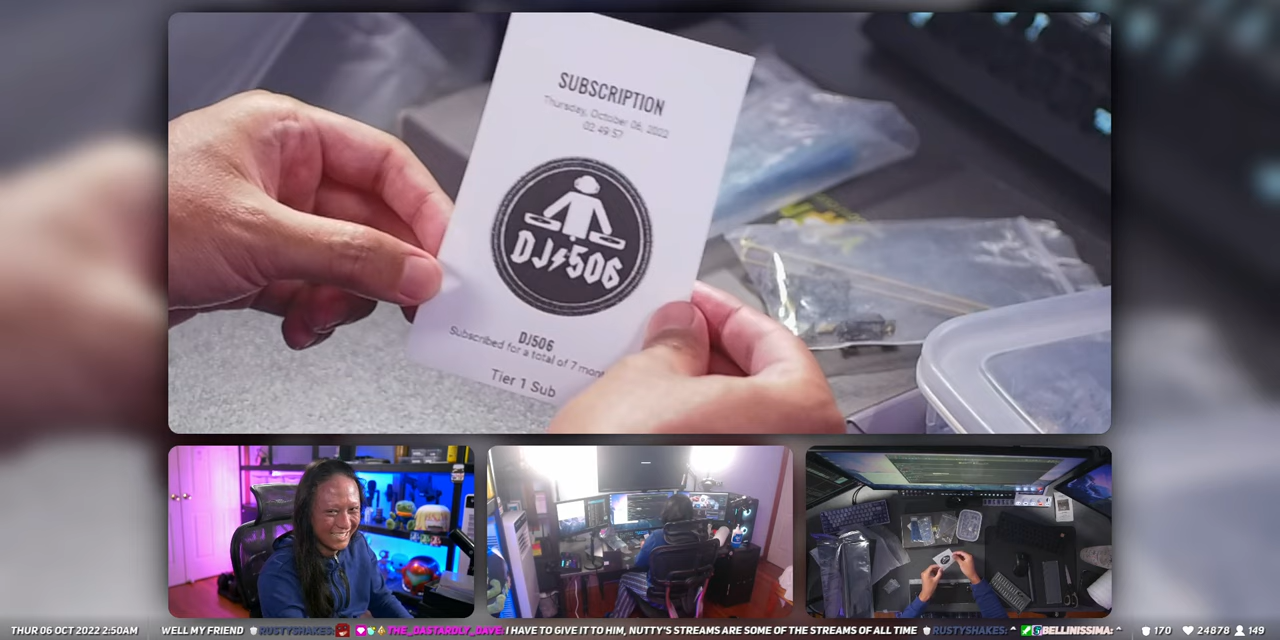 SUBSCRIPTION
Thursday, October 06, 2022
02:49:57
DJ506
DJ506
Subscribed for a total of 7 mont
Tier 1 Sub
THUR 06 OCT 2022 2:50AM WELL MY FRIEND RUSTYSHAKES: THE_DASTARDLY_DAVE: I HAVE TO GIVE IT TO HIM, NUTTY'S STREAMS ARE SOME OF THE STREAMS OF ALL TIME RUSTYSHAKES: ^ BELLINISSIMA: ^ 170 24878 149